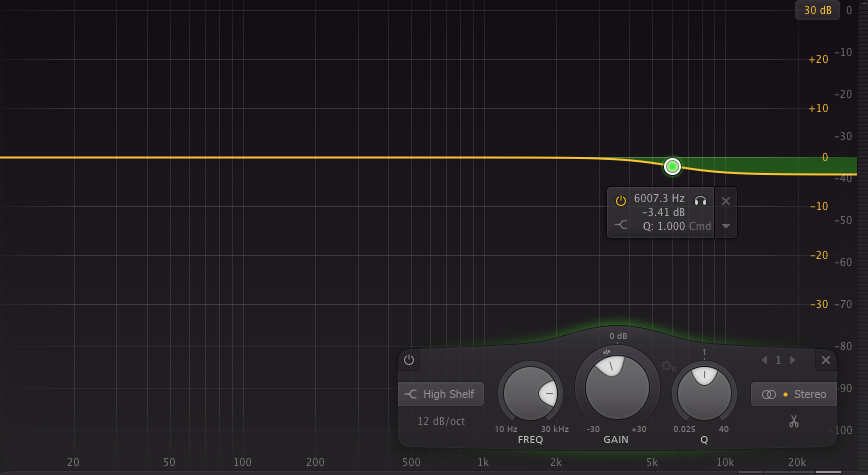 30 dB 0
+20 -10
-20
+10
-30
0
-40
6007.3 Hz
-3.41 dB
Q: 1.000 Cmd
-10 -50
-20 -60
-30 -70
-80
0 dB
1
1
High Shelf
Stereo
12 dB/oct
10 Hz 30 kHz
FREQ
-30 +30
GAIN
0.025 40
Q
-100
20 50 100 200 500 1k 2k 5k 10k 20k